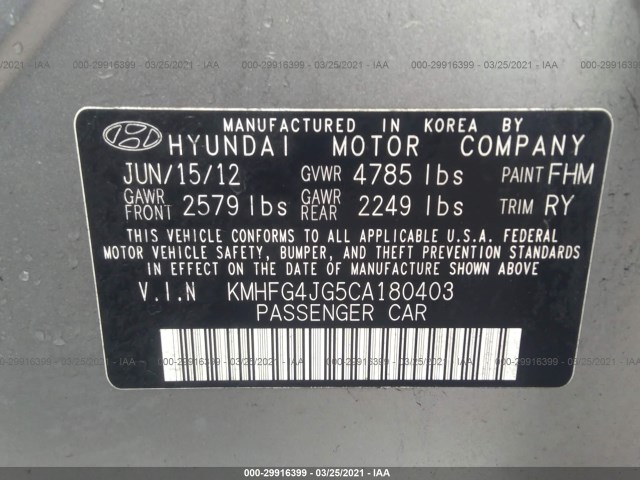 000-29916399 - 03/25/2021 - IAA
MANUFACTURED IN KOREA BY
HYUNDAI MOTOR COMPANY
JUN/15/12 GVWR 4785 lbs PAINT FHM
GAWR FRONT 2579 lbs GAWR REAR 2249 lbs TRIM RY
THIS VEHICLE CONFORMS TO ALL APPLICABLE U.S.A. FEDERAL
MOTOR VEHICLE SAFETY, BUMPER, AND THEFT PREVENTION STANDARDS
IN EFFECT ON THE DATE OF MANUFACTURE SHOWN ABOVE.
V.I.N KMHFG4JG5CA180403
PASSENGER CAR
000-29916399 - 03/25/2021 - IAA